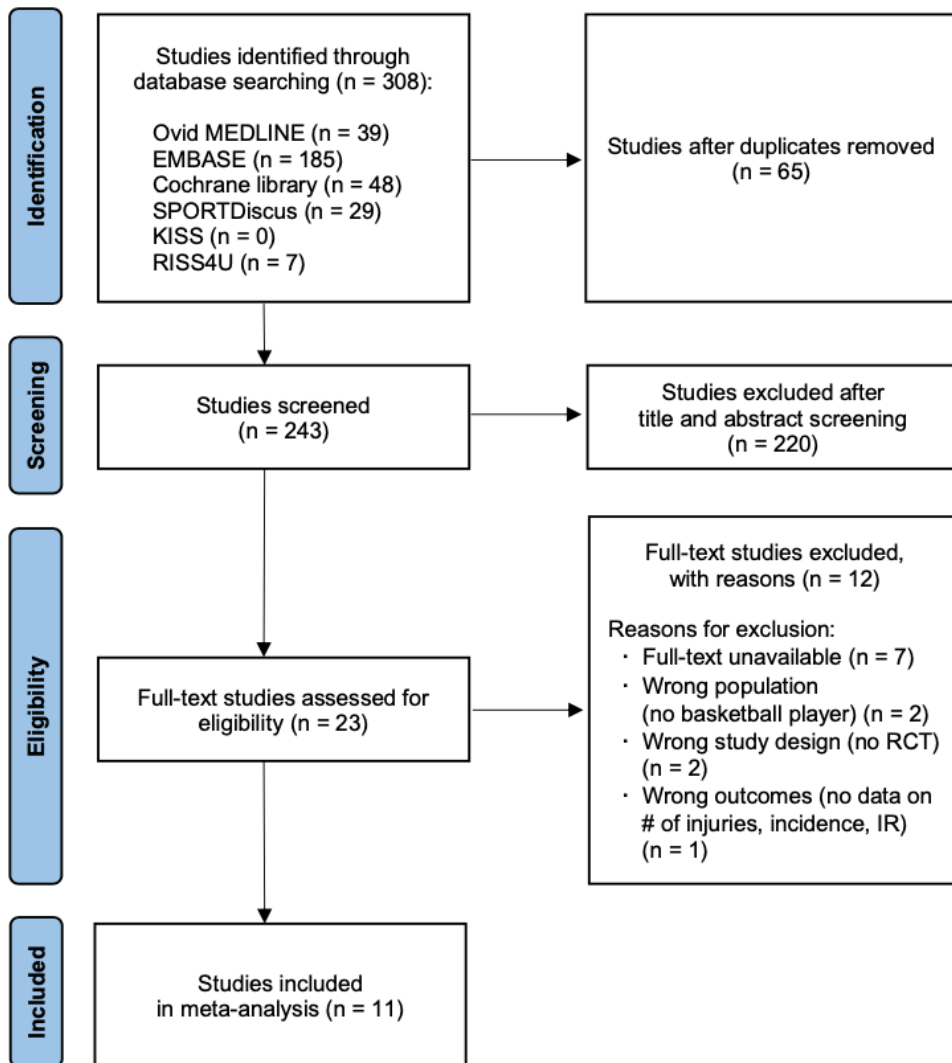 Identification
Studies identified through
database searching (n = 308):
Ovid MEDLINE (n = 39)
EMBASE (n = 185)
Cochrane library (n = 48)
SPORTDiscus (n = 29)
KISS (n = 0)
RISS4U (n = 7)
Studies after duplicates removed
(n = 65)
Screening
Studies screened
(n = 243)
Studies excluded after
title and abstract screening
(n = 220)
Eligibility
Full-text studies assessed for
eligibility (n = 23)
Full-text studies excluded,
with reasons (n = 12)
Reasons for exclusion:
· Full-text unavailable (n = 7)
· Wrong population
(no basketball player) (n = 2)
· Wrong study design (no RCT)
(n = 2)
· Wrong outcomes (no data on
# of injuries, incidence, IR)
(n = 1)
Included
Studies included
in meta-analysis (n = 11)